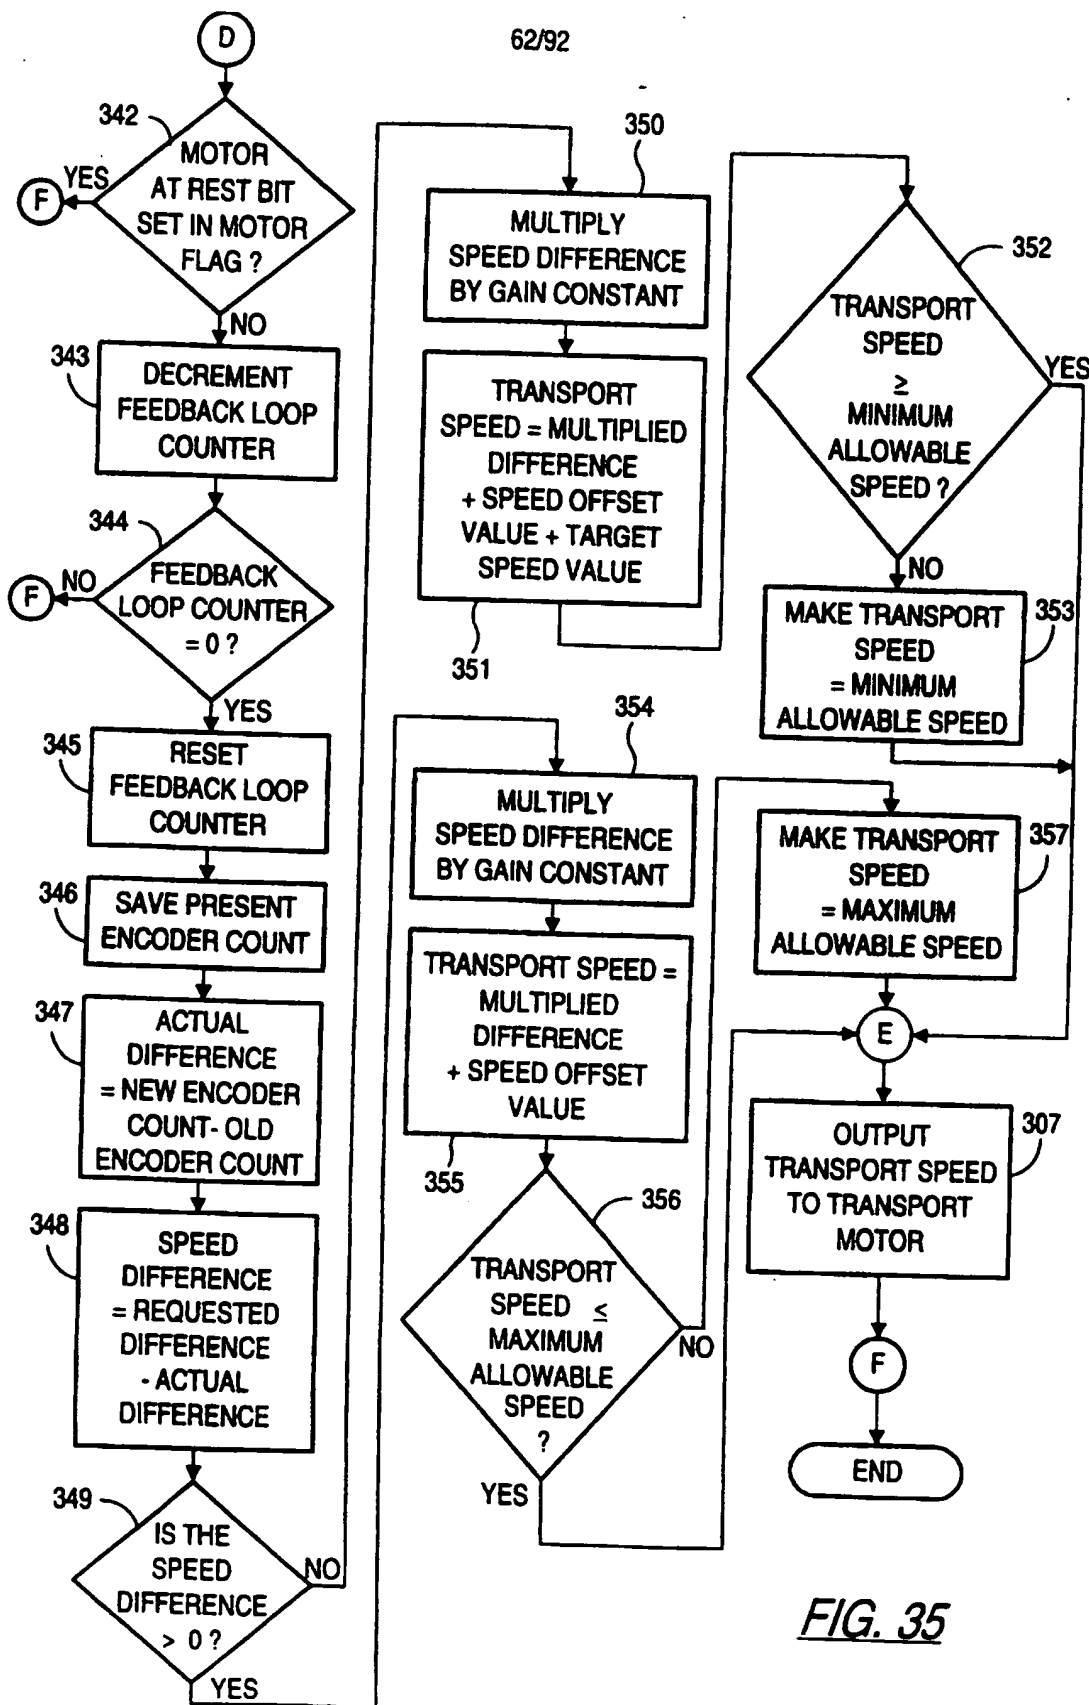 62/92
D
342
MOTOR
AT REST BIT
SET IN MOTOR
FLAG ?
YES
F
NO
343
DECREMENT
FEEDBACK LOOP
COUNTER
344
FEEDBACK
LOOP COUNTER
= 0 ?
NO
F
YES
345
RESET
FEEDBACK LOOP
COUNTER
346
SAVE PRESENT
ENCODER COUNT
347
ACTUAL
DIFFERENCE
= NEW ENCODER
COUNT- OLD
ENCODER COUNT
348
SPEED
DIFFERENCE
= REQUESTED
DIFFERENCE
- ACTUAL
DIFFERENCE
349
IS THE
SPEED
DIFFERENCE
> 0 ?
NO
YES
350
MULTIPLY
SPEED DIFFERENCE
BY GAIN CONSTANT
TRANSPORT
SPEED = MULTIPLIED
DIFFERENCE
+ SPEED OFFSET
VALUE + TARGET
SPEED VALUE
351
352
TRANSPORT
SPEED
≥
MINIMUM
ALLOWABLE
SPEED ?
YES
NO
353
MAKE TRANSPORT
SPEED
= MINIMUM
ALLOWABLE SPEED
354
MULTIPLY
SPEED DIFFERENCE
BY GAIN CONSTANT
TRANSPORT SPEED =
MULTIPLIED
DIFFERENCE
+ SPEED OFFSET
VALUE
355
356
TRANSPORT
SPEED ≤
MAXIMUM
ALLOWABLE
SPEED
?
NO
YES
357
MAKE TRANSPORT
SPEED
= MAXIMUM
ALLOWABLE SPEED
E
307
OUTPUT
TRANSPORT SPEED
TO TRANSPORT
MOTOR
F
END
FIG. 35